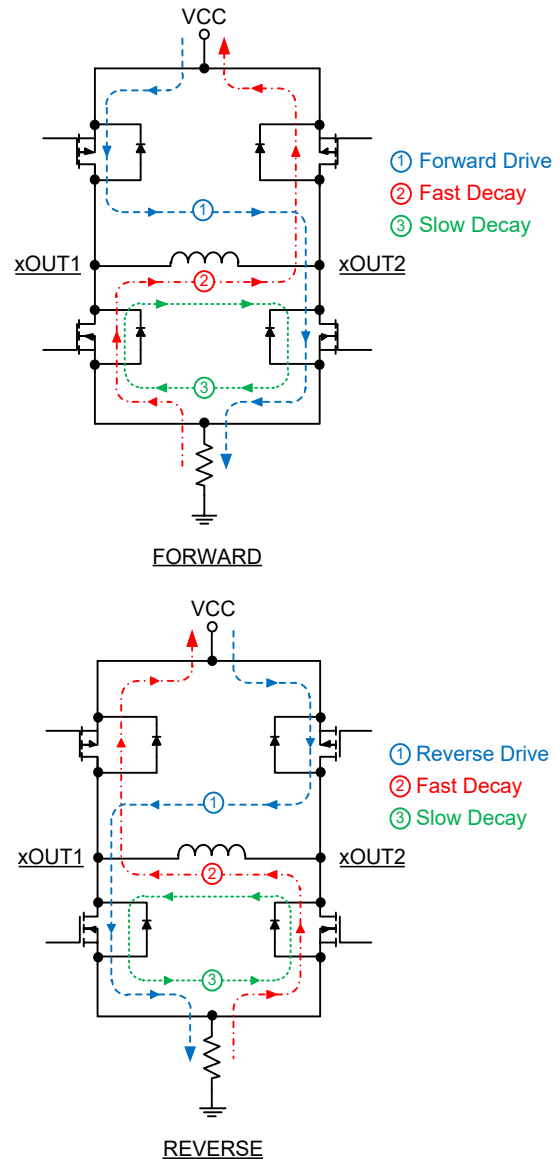 VCC
① Forward Drive
② Fast Decay
③ Slow Decay
①
xOUT1
xOUT2
②
③
FORWARD
VCC
① Reverse Drive
② Fast Decay
③ Slow Decay
①
xOUT1
xOUT2
②
③
REVERSE